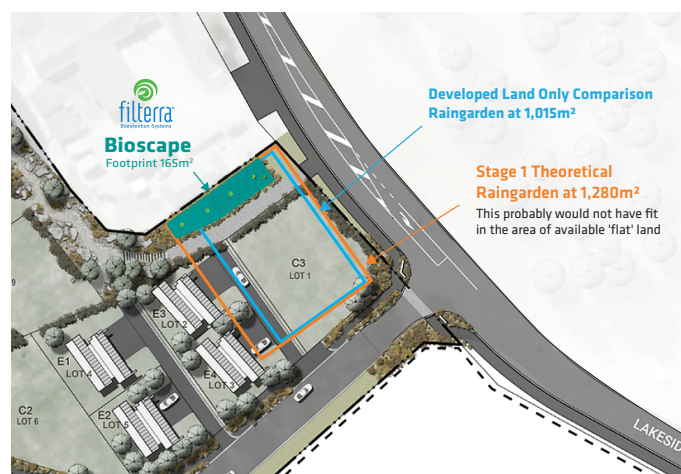 filterra®
Bioretention Systems
Bioscape
Footprint 165m²
Developed Land Only Comparison
Raingarden at 1,015m²
Stage 1 Theoretical
Raingarden at 1,280m²
This probably would not have fit
in the area of available 'flat' land
C3
LOT 1
E3
LOT 2
E1
LOT 4
E4
LOT 3
E2
LOT 5
C2
LOT 6
9
LAKESID